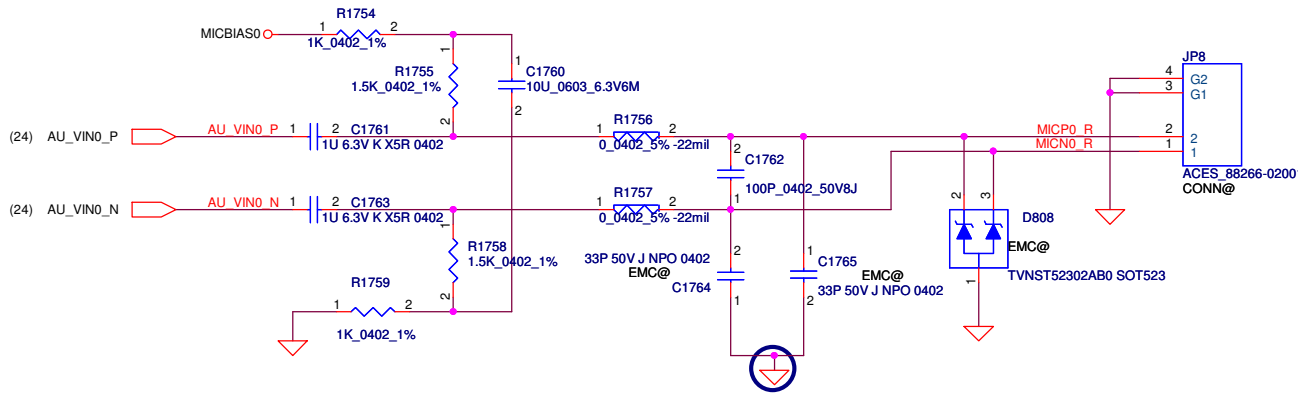 R1754
MICBIAS0
1 2
1K_0402_1%
R1755
1.5K_0402_1%
1
2
1
C1760
10U_0603_6.3V6M
2
JP8
4 G2
3 G1
2 2
1 1
ACES_88266-0200
CONN@
(24) AU_VIN0_P
AU_VIN0_P
1 2
C1761
1U 6.3V K X5R 0402
R1756
1 2
0_0402_5% -22mil
MICP0_R
MICN0_R
2
C1762
100P_0402_50V8J
1
(24) AU_VIN0_N
AU_VIN0_N
1 2
C1763
1U 6.3V K X5R 0402
R1757
1 2
0_0402_5% -22mil
2 3
D808
EMC@
TVNST52302AB0 SOT523
1
1
R1758
1.5K_0402_1%
2
33P 50V J NPO 0402
EMC@
C1764
2
1
1
C1765
EMC@
33P 50V J NPO 0402
2
R1759
1 2
1K_0402_1%